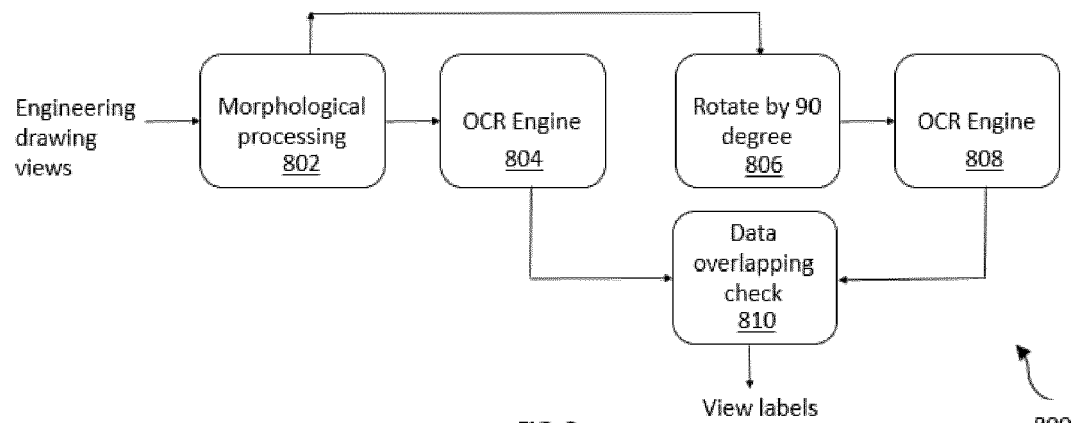 Engineering
drawing
views
Morphological
processing
802
OCR Engine
804
Rotate by 90
degree
806
OCR Engine
808
Data
overlapping
check
810
View labels